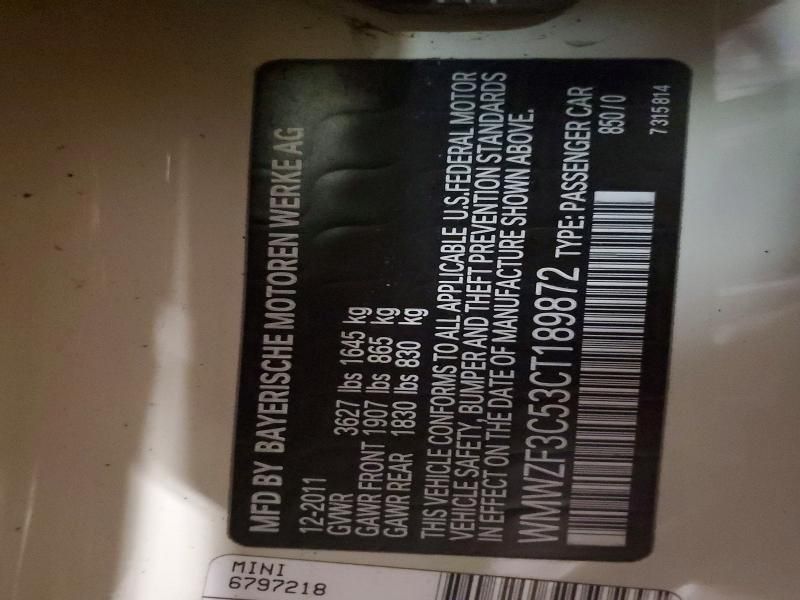 MFD BY BAYERISCHE MOTOREN WERKE AG
12-2011
GVWR 3627 lbs 1645 kg
GAWR FRONT 1907 lbs 865 kg
GAWR REAR 1830 lbs 830 kg
THIS VEHICLE CONFORMS TO ALL APPLICABLE U.S.FEDERAL MOTOR
VEHICLE SAFETY, BUMPER AND THEFT PREVENTION STANDARDS
IN EFFECT ON THE DATE OF MANUFACTURE SHOWN ABOVE.
WMWZF3C53CT189872 TYPE: PASSENGER CAR
850/0
7 315 814
MINI
6797218